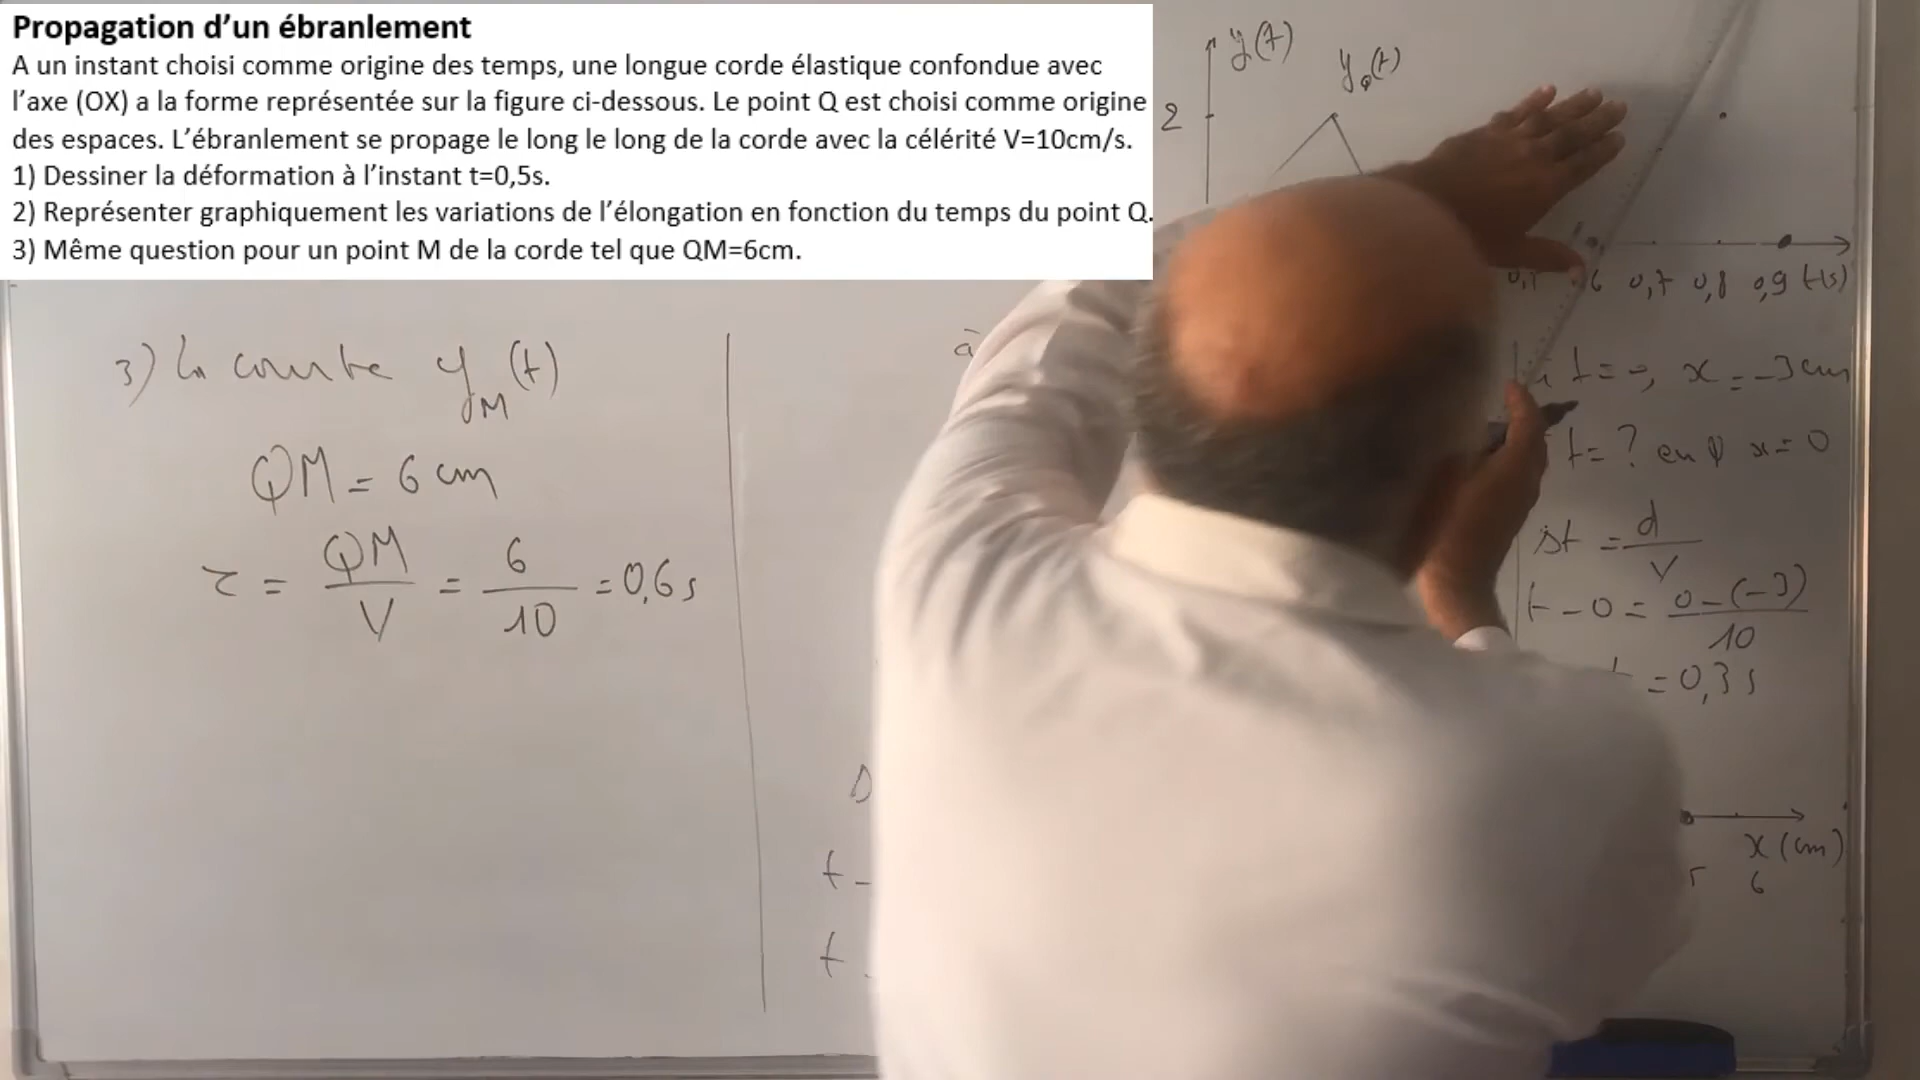 Propagation d’un ébranlement
A un instant choisi comme origine des temps, une longue corde élastique confondue avec
l’axe (OX) a la forme représentée sur la figure ci-dessous. Le point Q est choisi comme origine
des espaces. L’ébranlement se propage le long le long de la corde avec la célérité V=10cm/s.
1) Dessiner la déformation à l’instant t=0,5s.
2) Représenter graphiquement les variations de l’élongation en fonction du temps du point Q.
3) Même question pour un point M de la corde tel que QM=6cm.
3) la courbe y_M(t)
QM = 6 cm
τ = QM/V = 6/10 = 0,6 s
à
t -
t
y(t)
y_Q(t)
2
6 0,7 0,8 0,9 t(s)
t = 0, x = -3 cm
t = ? en Q x = 0
Δt = d/V
t - 0 = 0-(-3)/10
= 0,3 s
x (cm)
5 6